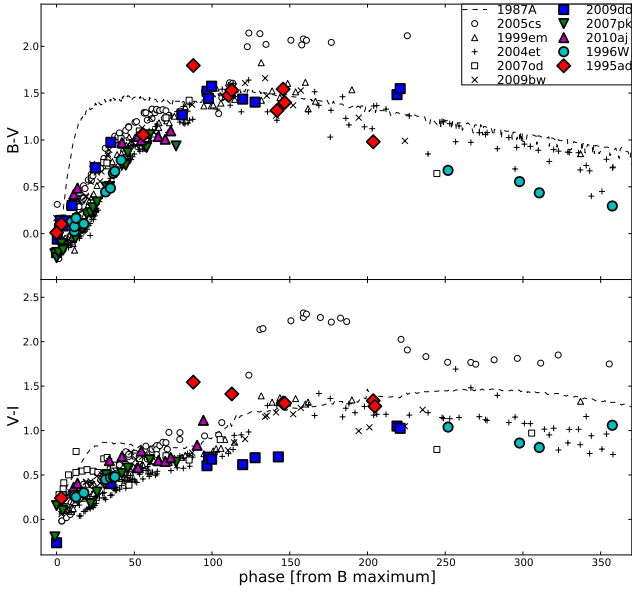 1987A 2009dd
2005cs 2007pk
1999em 2010aj
2004et 1996W
2007od 1995ad
2009bw
2.0
1.5
1.0
0.5
0.0
B-V
2.5
2.0
1.5
1.0
0.5
0.0
V-I
0 50 100 150 200 250 300 350
phase [from B maximum]